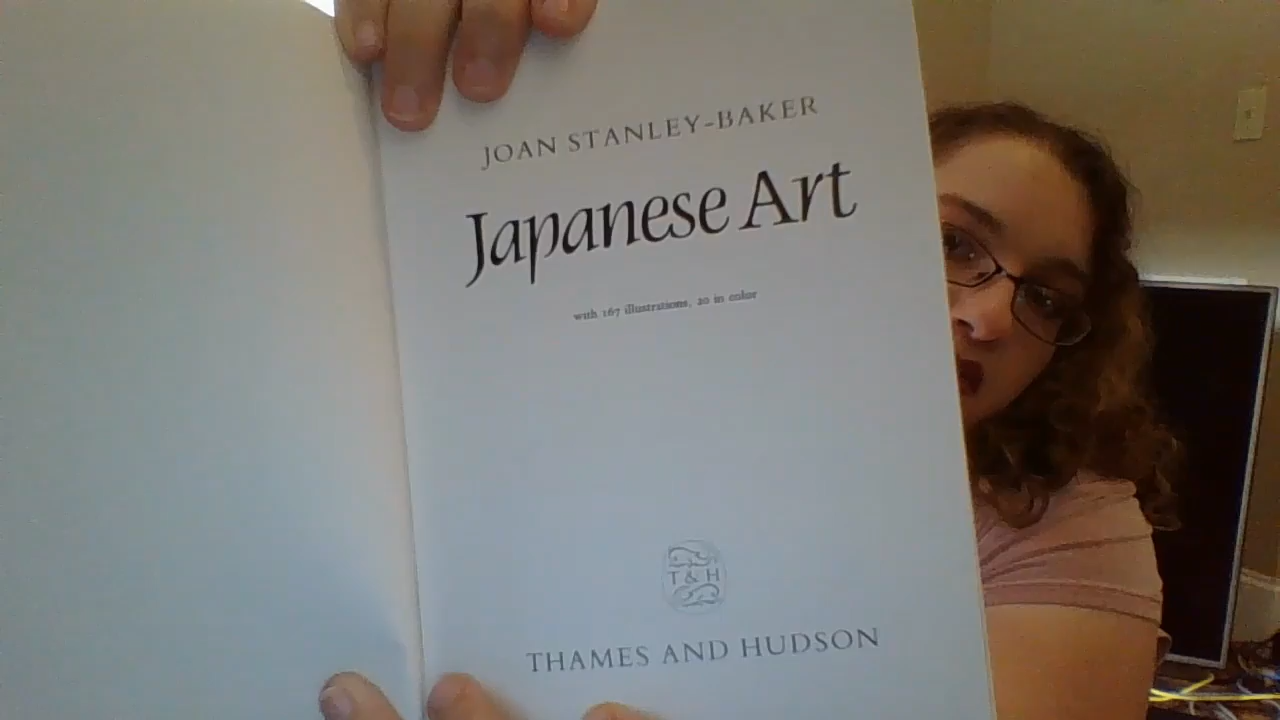 JOAN STANLEY-BAKER
Japanese Art
with 167 illustrations, 20 in color
T & H
THAMES AND HUDSON